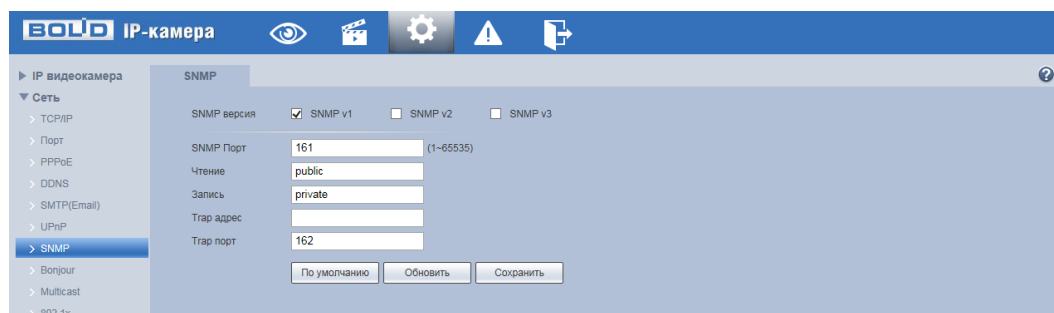 BOLID IP-камера
IP видеокамера
Сеть
TCP/IP
Порт
PPPoE
DDNS
SMTP(Email)
UPnP
SNMP
Bonjour
Multicast
802.1x
SNMP
SNMP версия SNMP v1 SNMP v2 SNMP v3
SNMP Порт 161 (1~65535)
Чтение public
Запись private
Trap адрес
Trap порт 162
По умолчанию Обновить Сохранить